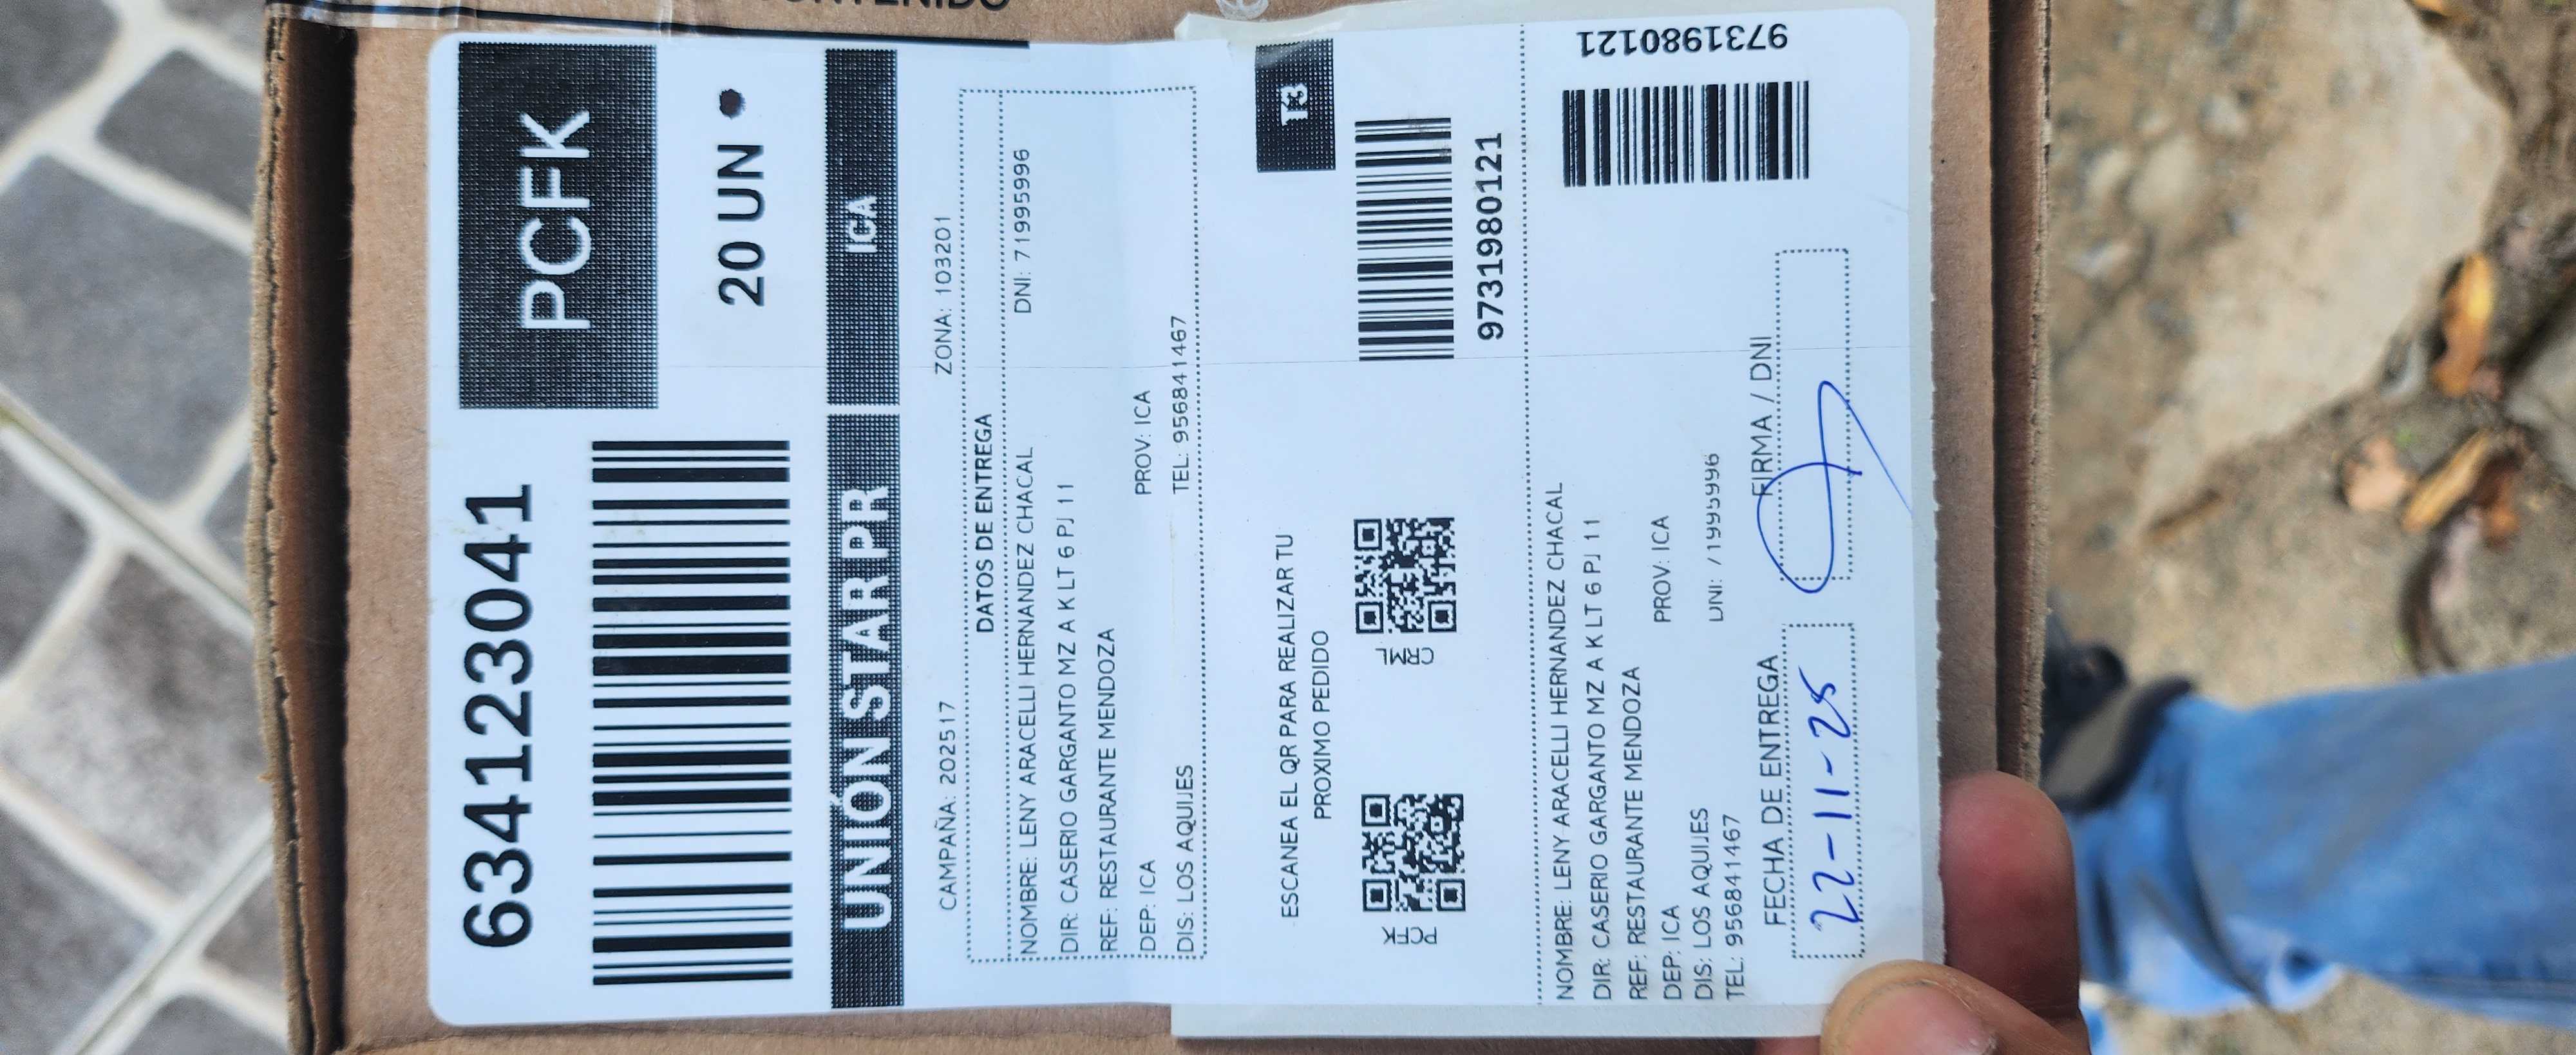 CONTENIDO
6341223041
PCFK
20 UN
UNIÓN STAR PR
ICA
CAMPAÑA: 202517
ZONA: 103201
DATOS DE ENTREGA
NOMBRE: LENY ARACELLI HERNANDEZ CHACAL
DNI: 71995996
DIR: CASERIO GARGANTO MZ A K LT 6 PJ 11
REF: RESTAURANTE MENDOZA
DEP: ICA
PROV: ICA
DIS: LOS AQUIJES
TEL: 956841467
T3
ESCANEA EL QR PARA REALIZAR TU
PROXIMO PEDIDO
PCFK
9731980121
9731980121
NOMBRE: LENY ARACELLI HERNANDEZ CHACAL
DIR: CASERIO GARGANTO MZ A K LT 6 PJ 11
REF: RESTAURANTE MENDOZA
DEP: ICA
PROV: ICA
DIS: LOS AQUIJES
DNI: 71995996
TEL: 956841467
FECHA DE ENTREGA
FIRMA / DNI
22-11-25